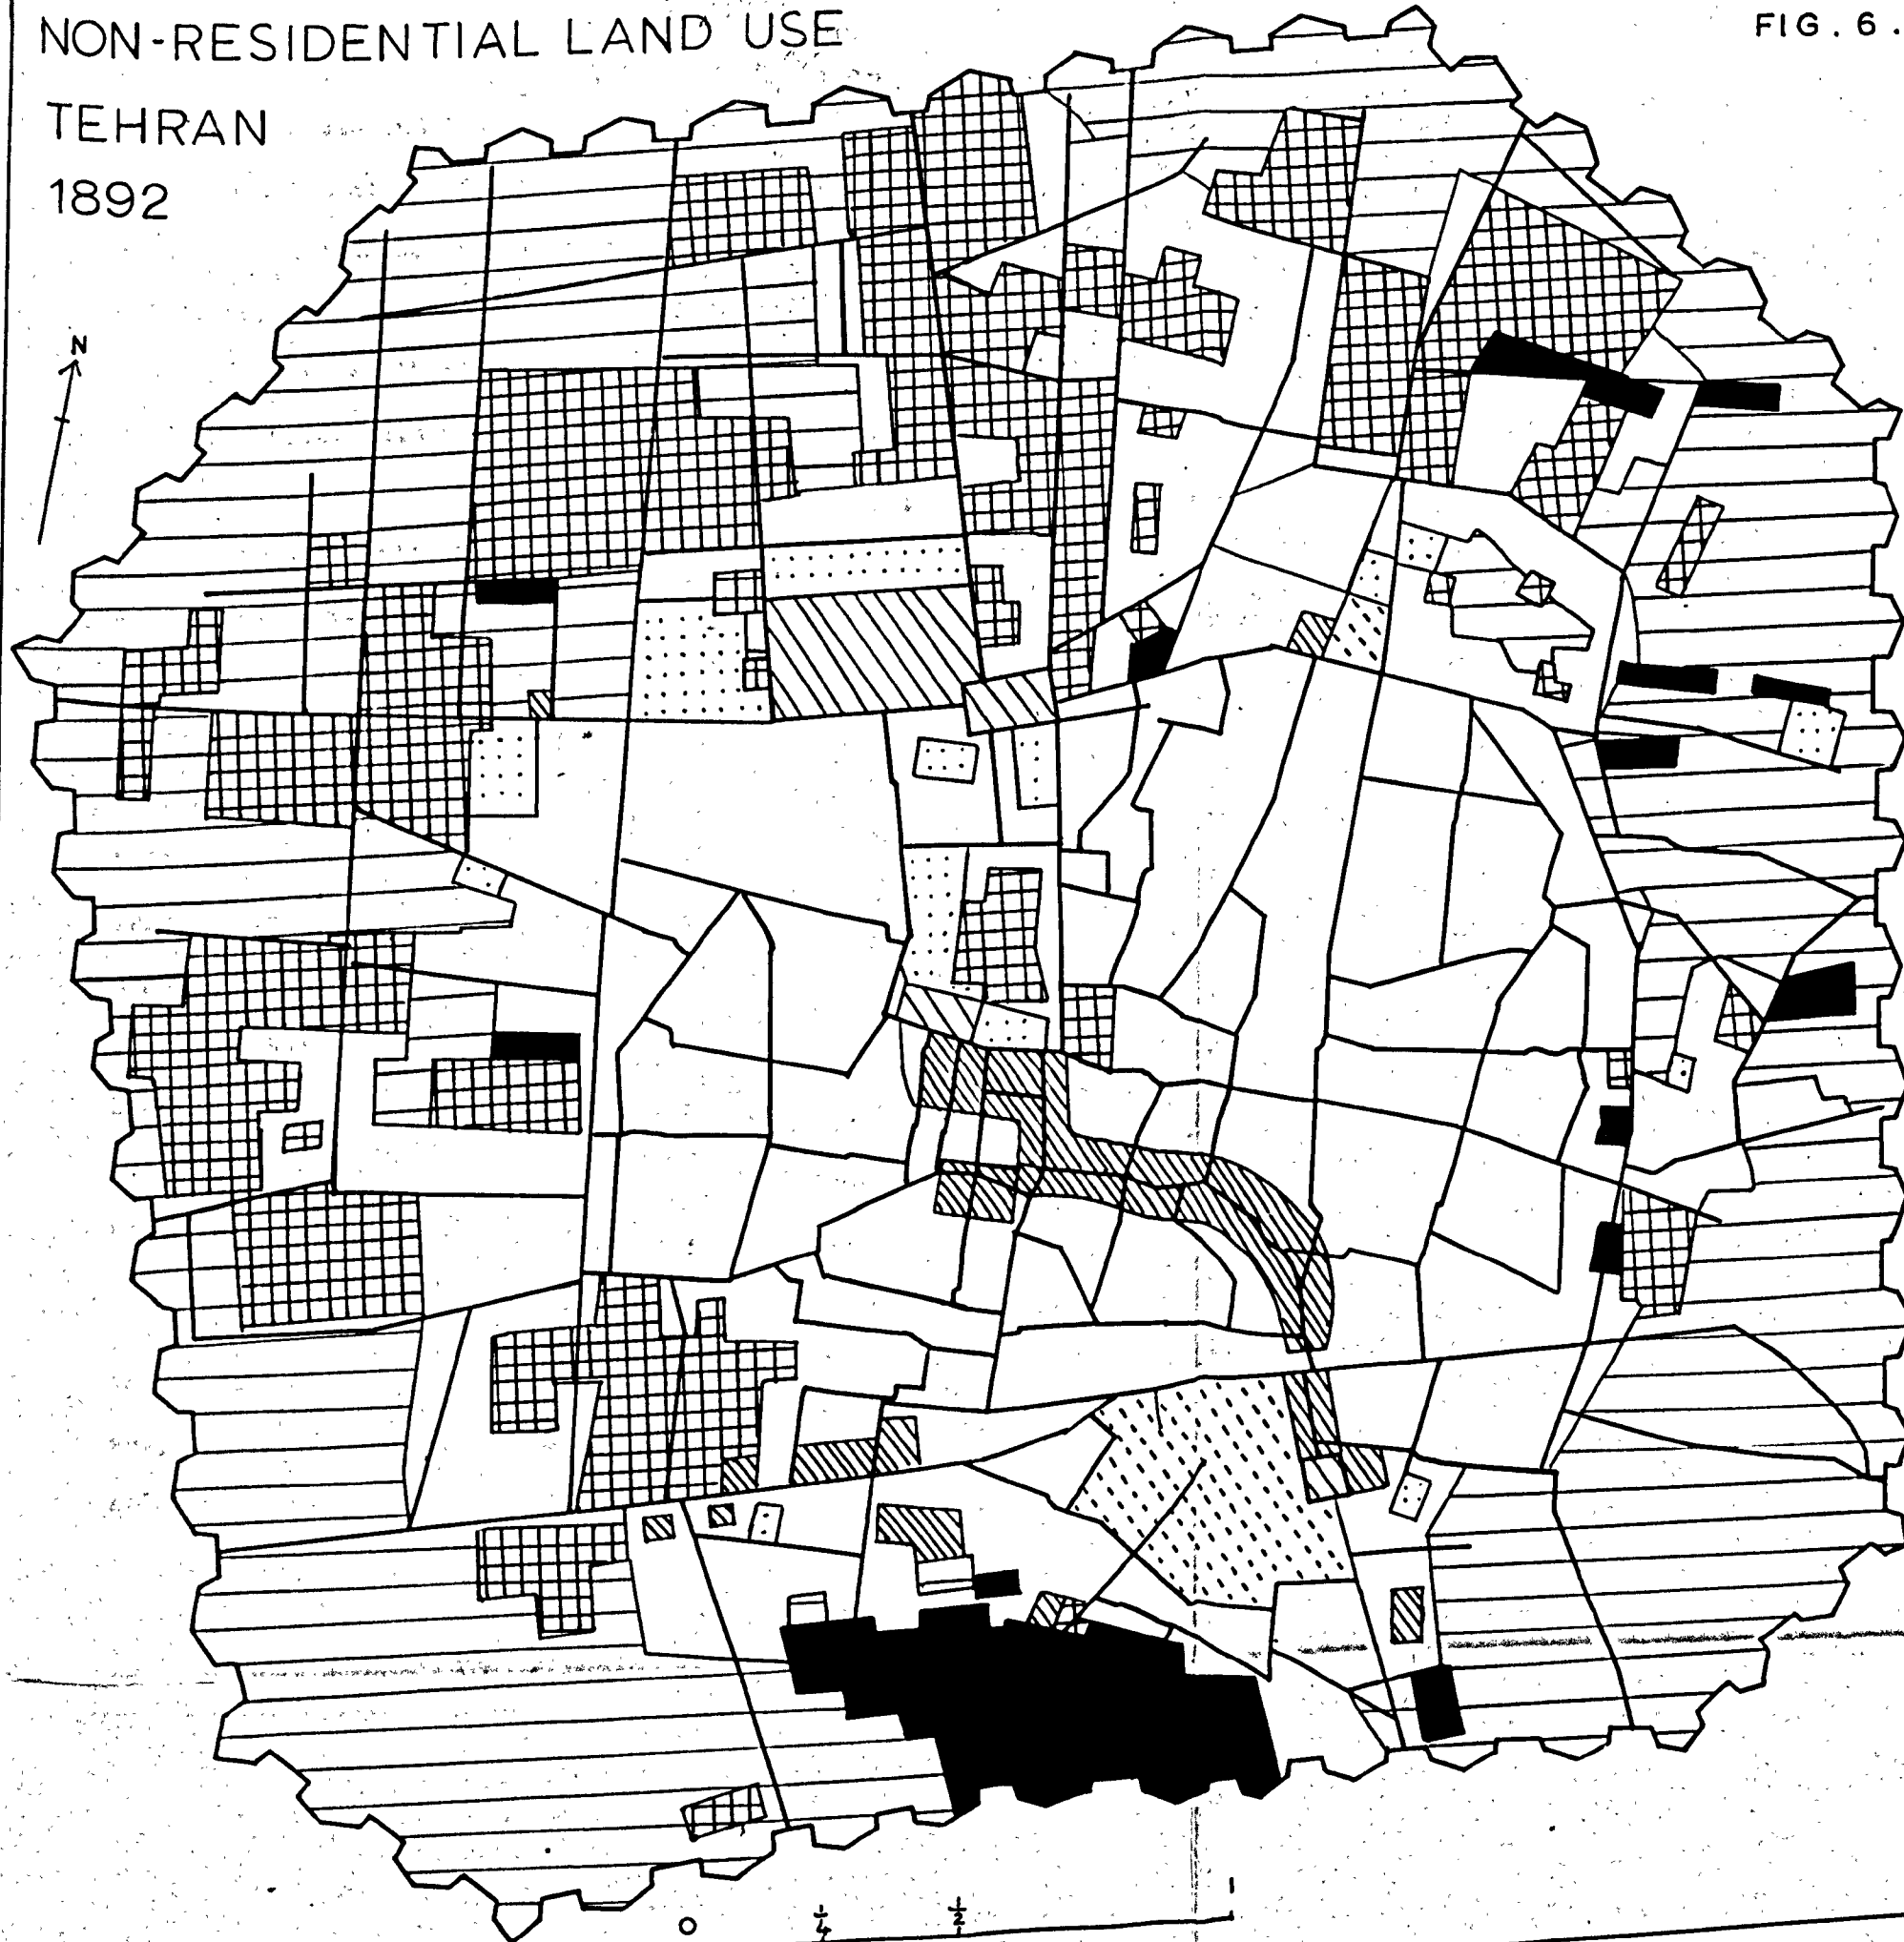 NON-RESIDENTIAL LAND USE
FIG. 6.
TEHRAN
1892
N
0 1/4 1/2 1